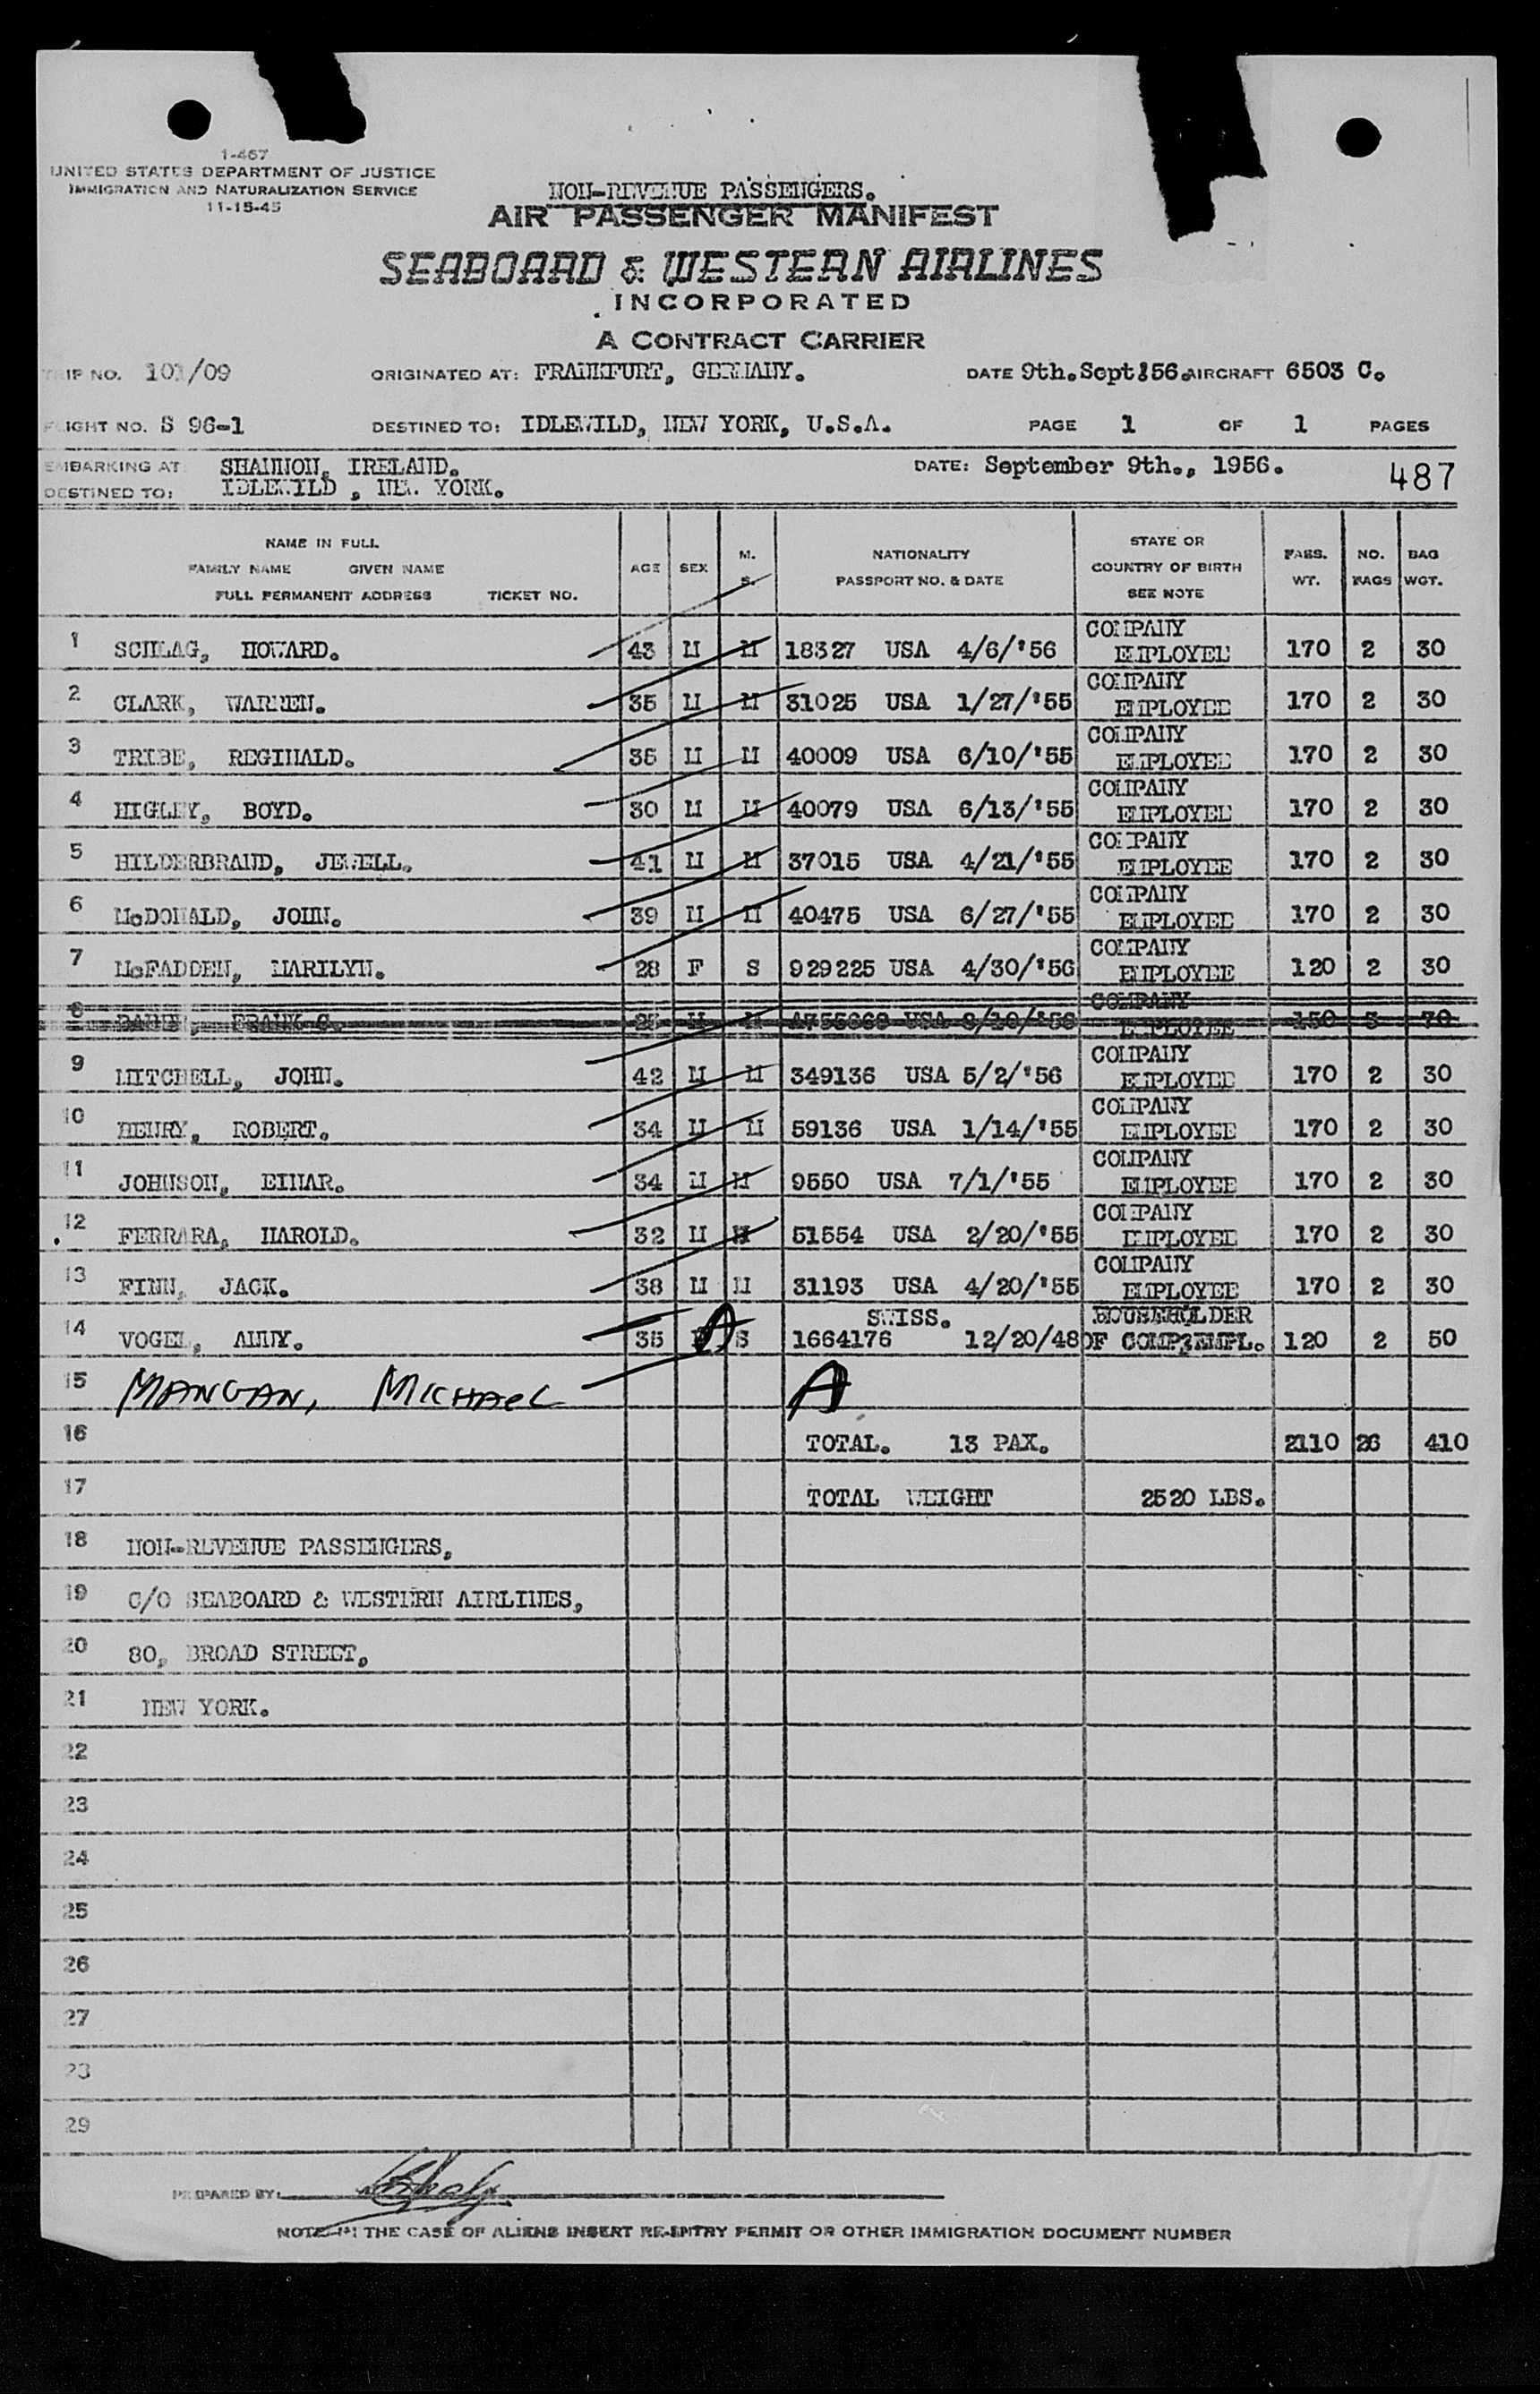 1-467
UNITED STATES DEPARTMENT OF JUSTICE
IMMIGRATION AND NATURALIZATION SERVICE
11-15-45
NON-REVENUE PASSENGERS.
AIR PASSENGER MANIFEST
SEABOARD & WESTERN AIRLINES
INCORPORATED
A CONTRACT CARRIER
TRIP NO. 101/09 ORIGINATED AT: FRANKFURT, GERMANY. DATE 9th. Sept '56. AIRCRAFT 6503 C.
FLIGHT NO. S 96-1 DESTINED TO: IDLEWILD, NEW YORK, U.S.A. PAGE 1 OF 1 PAGES
EMBARKING AT SHANNON, IRELAND. DATE: September 9th., 1956. 487
DESTINED TO: IDLEWILD , NEW YORK.
NAME IN FULL
FAMILY NAME GIVEN NAME
FULL PERMANENT ADDRESS TICKET NO.
AGE SEX M. S.
NATIONALITY
PASSPORT NO. & DATE
STATE OR
COUNTRY OF BIRTH
SEE NOTE
PASS. WT. NO. BAGS BAG WGT.
1 SCHLAG, HOWARD. 43 M M 18327 USA 4/6/'56 COMPANY EMPLOYEE 170 2 30
2 CLARK, WARREN. 35 M M 31025 USA 1/27/'55 COMPANY EMPLOYEE 170 2 30
3 TRIBE, REGINALD. 35 M M 40009 USA 6/10/'55 COMPANY EMPLOYEE 170 2 30
4 HIGLEY, BOYD. 30 M M 40079 USA 6/13/'55 COMPANY EMPLOYEE 170 2 30
5 HILDERBRAND, JEWELL. 41 M M 37015 USA 4/21/'55 COMPANY EMPLOYEE 170 2 30
6 McDONALD, JOHN. 39 M M 40475 USA 6/27/'55 COMPANY EMPLOYEE 170 2 30
7 McFADDEN, MARILYN. 28 F S 929225 USA 4/30/'56 COMPANY EMPLOYEE 120 2 30
8 FRANK C. 25 M USA COMPANY EMPLOYEE 150 3 70
9 MITCHELL, JOHN. 42 M M 349136 USA 5/2/'56 COMPANY EMPLOYEE 170 2 30
10 HENRY, ROBERT. 34 M M 59136 USA 1/14/'55 COMPANY EMPLOYEE 170 2 30
11 JOHNSON, EINAR. 34 M M 9550 USA 7/1/'55 COMPANY EMPLOYEE 170 2 30
12 FERRARA, HAROLD. 32 M M 51554 USA 2/20/'55 COMPANY EMPLOYEE 170 2 30
13 FINN, JACK. 38 M M 31193 USA 4/20/'55 COMPANY EMPLOYEE 170 2 30
14 VOGEL, ANNY. 35 F A S SWISS. 1664176 12/20/48 HOUSEHOLDER OF COMP; EMPL. 120 2 50
15 MANGAN, MICHAEL A
16 TOTAL. 13 PAX. 2110 26 410
17 TOTAL WEIGHT 2520 LBS.
18 NON-REVENUE PASSENGERS,
19 C/O SEABOARD & WESTERN AIRLINES,
20 80, BROAD STREET,
21 NEW YORK.
22
23
24
25
26
27
28
29
PREPARED BY:
NOTE IN THE CASE OF ALIENS INSERT RE-ENTRY PERMIT OR OTHER IMMIGRATION DOCUMENT NUMBER